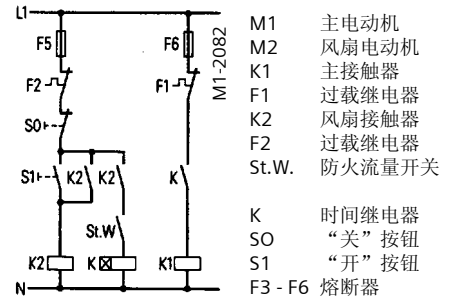 L1
F5
F6
F2
F1
M1-2082
S0
S1
K2
K2
K
St.W
K2
K
K1
N
M1 主电动机
M2 风扇电动机
K1 主接触器
F1 过载继电器
K2 风扇接触器
F2 过载继电器
St.W. 防火流量开关
K 时间继电器
SO “关”按钮
S1 “开”按钮
F3 - F6 熔断器